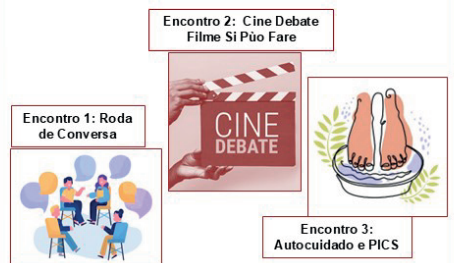 Encontro 2: Cine Debate
Filme Si Pùo Fare
CINE
DEBATE
Encontro 1: Roda
de Conversa
Encontro 3:
Autocuidado e PICS